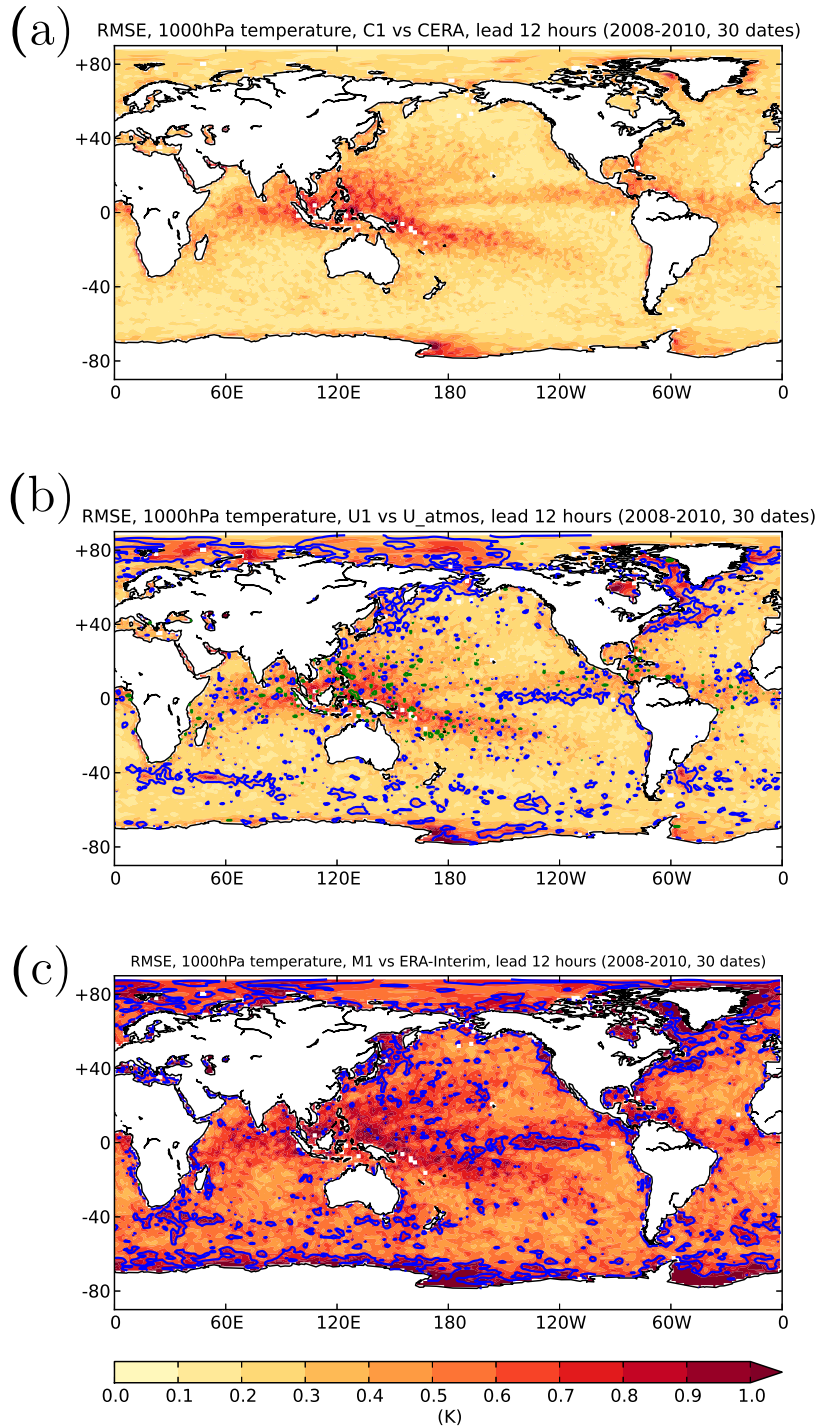 (a)
RMSE, 1000hPa temperature, C1 vs CERA, lead 12 hours (2008-2010, 30 dates)
+80
+40
0
-40
-80
0 60E 120E 180 120W 60W 0
(b)
RMSE, 1000hPa temperature, U1 vs U_atmos, lead 12 hours (2008-2010, 30 dates)
+80
+40
0
-40
-80
0 60E 120E 180 120W 60W 0
(c)
RMSE, 1000hPa temperature, M1 vs ERA-Interim, lead 12 hours (2008-2010, 30 dates)
+80
+40
0
-40
-80
0 60E 120E 180 120W 60W 0
0.0 0.1 0.2 0.3 0.4 0.5 0.6 0.7 0.8 0.9 1.0
(K)